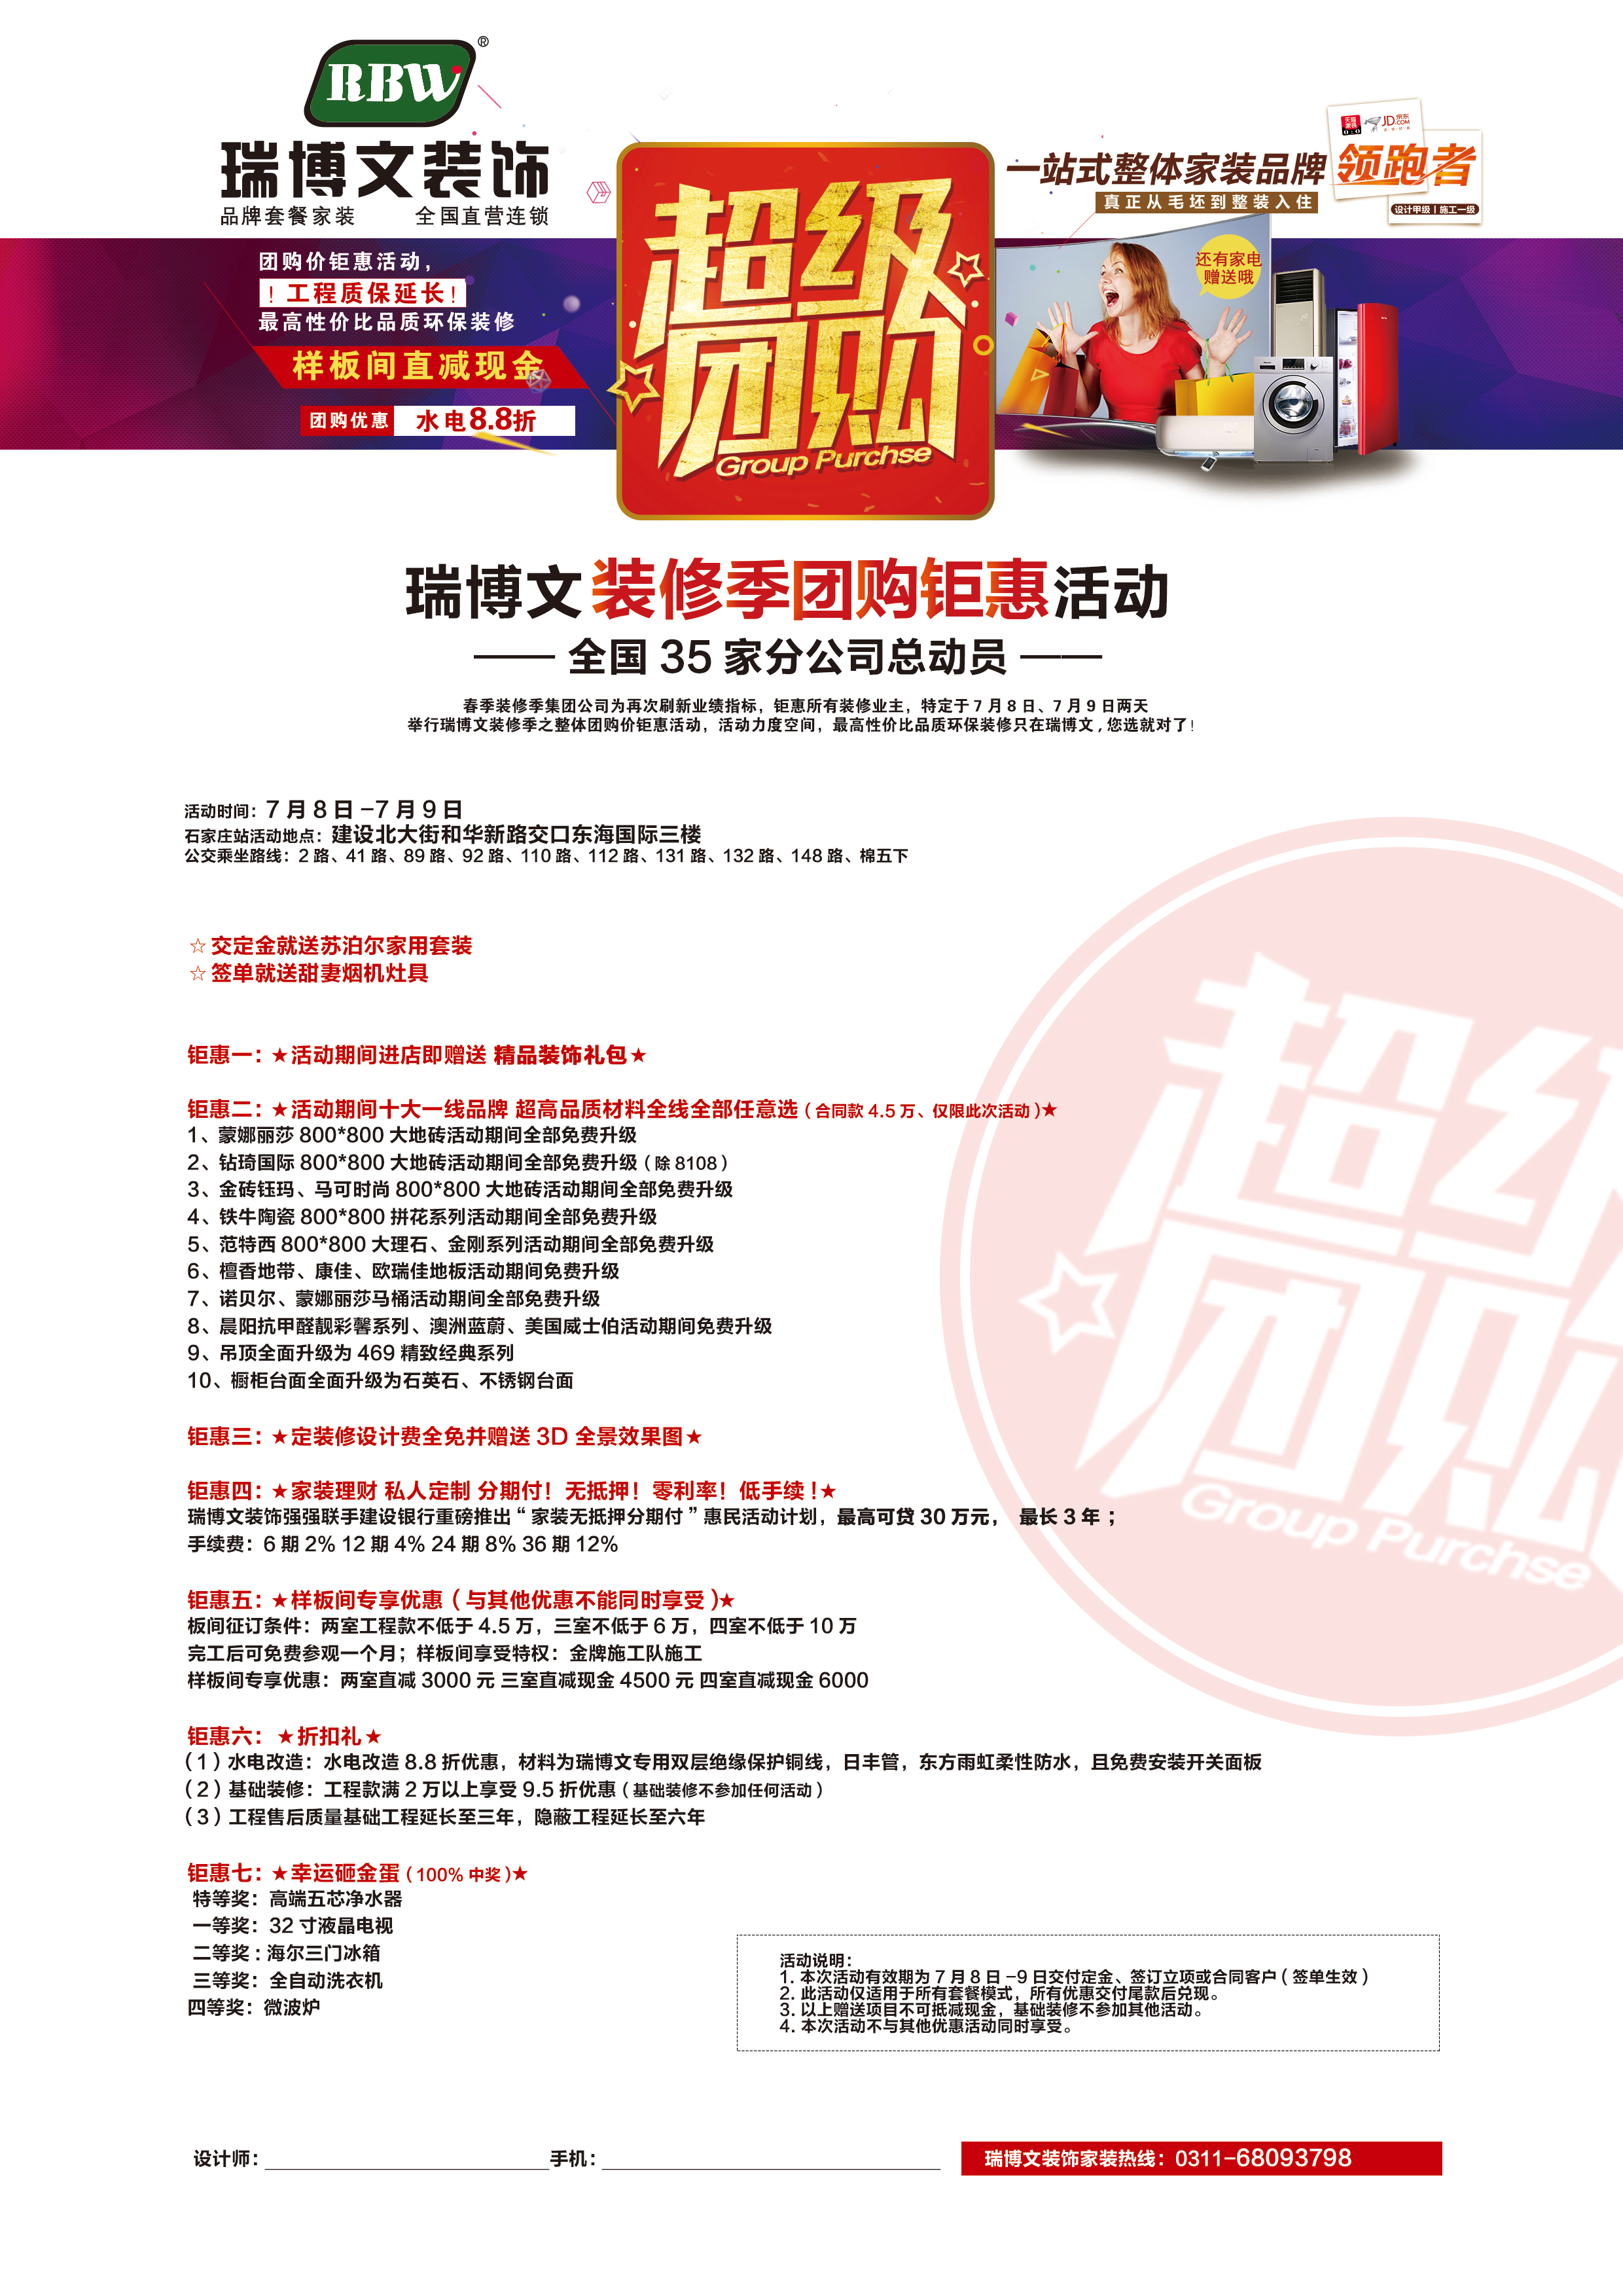 RBW®
瑞博文装饰
品牌套餐家装 全国直营连锁
团购价钜惠活动，
！工程质保延长！
最高性价比品质环保装修
样板间直减现金
团购优惠 水电8.8折
超级
团购
Group Purchse
一站式整体家装品牌
真正从毛坯到整装入住
JD.COM 京东
领跑者
设计甲级丨施工一级
还有家电
赠送哦
瑞博文装修季团购钜惠活动
—— 全国 35 家分公司总动员 ——
春季装修季集团公司为再次刷新业绩指标，钜惠所有装修业主，特定于 7 月 8 日、7 月 9 日两天
举行瑞博文装修季之整体团购价钜惠活动，活动力度空间，最高性价比品质环保装修只在瑞博文，您选就对了！
活动时间：7 月 8 日 -7 月 9 日
石家庄站活动地点：建设北大街和华新路交口东海国际三楼
公交乘坐路线：2 路、41 路、89 路、92 路、110 路、112 路、131 路、132 路、148 路、棉五下
☆ 交定金就送苏泊尔家用套装
☆ 签单就送甜妻烟机灶具
钜惠一：★活动期间进店即赠送 精品装饰礼包★
钜惠二：★活动期间十大一线品牌 超高品质材料全线全部任意选（合同款 4.5 万、仅限此次活动）★
1、蒙娜丽莎 800*800 大地砖活动期间全部免费升级
2、钻琦国际 800*800 大地砖活动期间全部免费升级（除 8108）
3、金砖钰玛、马可时尚 800*800 大地砖活动期间全部免费升级
4、铁牛陶瓷 800*800 拼花系列活动期间全部免费升级
5、范特西 800*800 大理石、金刚系列活动期间全部免费升级
6、檀香地带、康佳、欧瑞佳地板活动期间免费升级
7、诺贝尔、蒙娜丽莎马桶活动期间全部免费升级
8、晨阳抗甲醛靓彩馨系列、澳洲蓝蔚、美国威士伯活动期间免费升级
9、吊顶全面升级为 469 精致经典系列
10、橱柜台面全面升级为石英石、不锈钢台面
钜惠三：★定装修设计费全免并赠送 3D 全景效果图★
钜惠四：★家装理财 私人定制 分期付！无抵押！零利率！低手续！★
瑞博文装饰强强联手建设银行重磅推出“家装无抵押分期付”惠民活动计划，最高可贷 30 万元， 最长 3 年；
手续费：6 期 2% 12 期 4% 24 期 8% 36 期 12%
钜惠五：★样板间专享优惠（与其他优惠不能同时享受）★
板间征订条件：两室工程款不低于 4.5 万，三室不低于 6 万，四室不低于 10 万
完工后可免费参观一个月；样板间享受特权：金牌施工队施工
样板间专享优惠：两室直减 3000 元 三室直减现金 4500 元 四室直减现金 6000
钜惠六： ★折扣礼★
（1）水电改造：水电改造 8.8 折优惠，材料为瑞博文专用双层绝缘保护铜线，日丰管，东方雨虹柔性防水，且免费安装开关面板
（2）基础装修：工程款满 2 万以上享受 9.5 折优惠（基础装修不参加任何活动）
（3）工程售后质量基础工程延长至三年，隐蔽工程延长至六年
钜惠七：★幸运砸金蛋（100% 中奖）★
特等奖：高端五芯净水器
一等奖：32 寸液晶电视
二等奖：海尔三门冰箱
三等奖：全自动洗衣机
四等奖：微波炉
活动说明：
1. 本次活动有效期为 7 月 8 日 -9 日交付定金、签订立项或合同客户（签单生效）
2. 此活动仅适用于所有套餐模式，所有优惠交付尾款后兑现。
3. 以上赠送项目不可抵减现金，基础装修不参加其他活动。
4. 本次活动不与其他优惠活动同时享受。
超级
团购
Group Purchse
设计师： 手机：
瑞博文装饰家装热线：0311-68093798